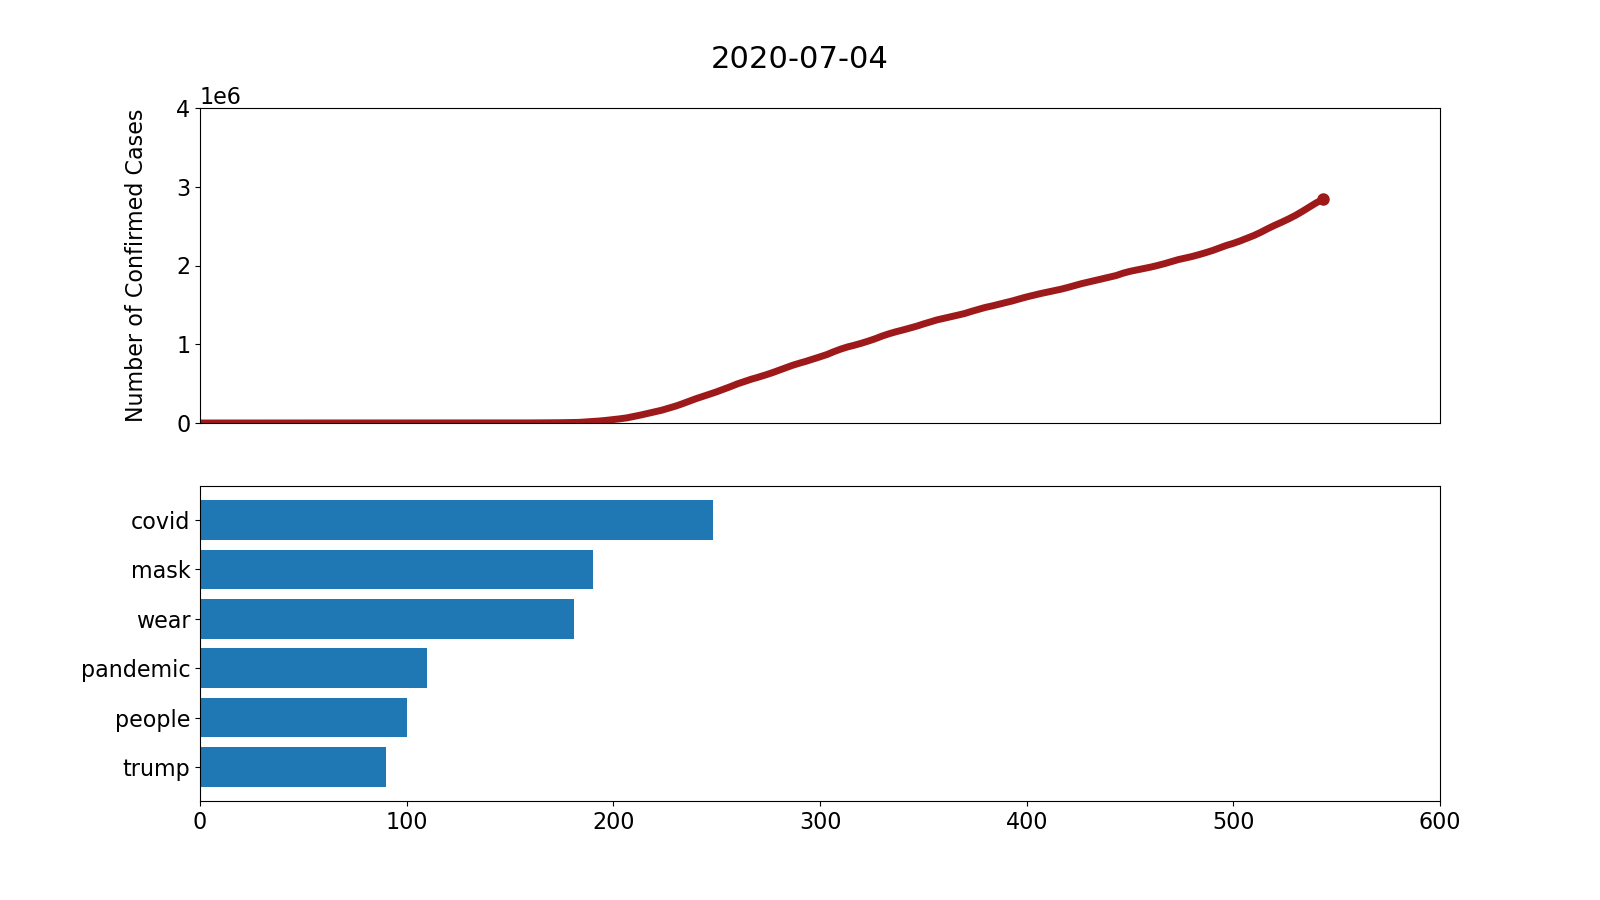 2020-07-04
1e6
Number of Confirmed Cases
4
3
2
1
0
covid
mask
wear
pandemic
people
trump
0 100 200 300 400 500 600